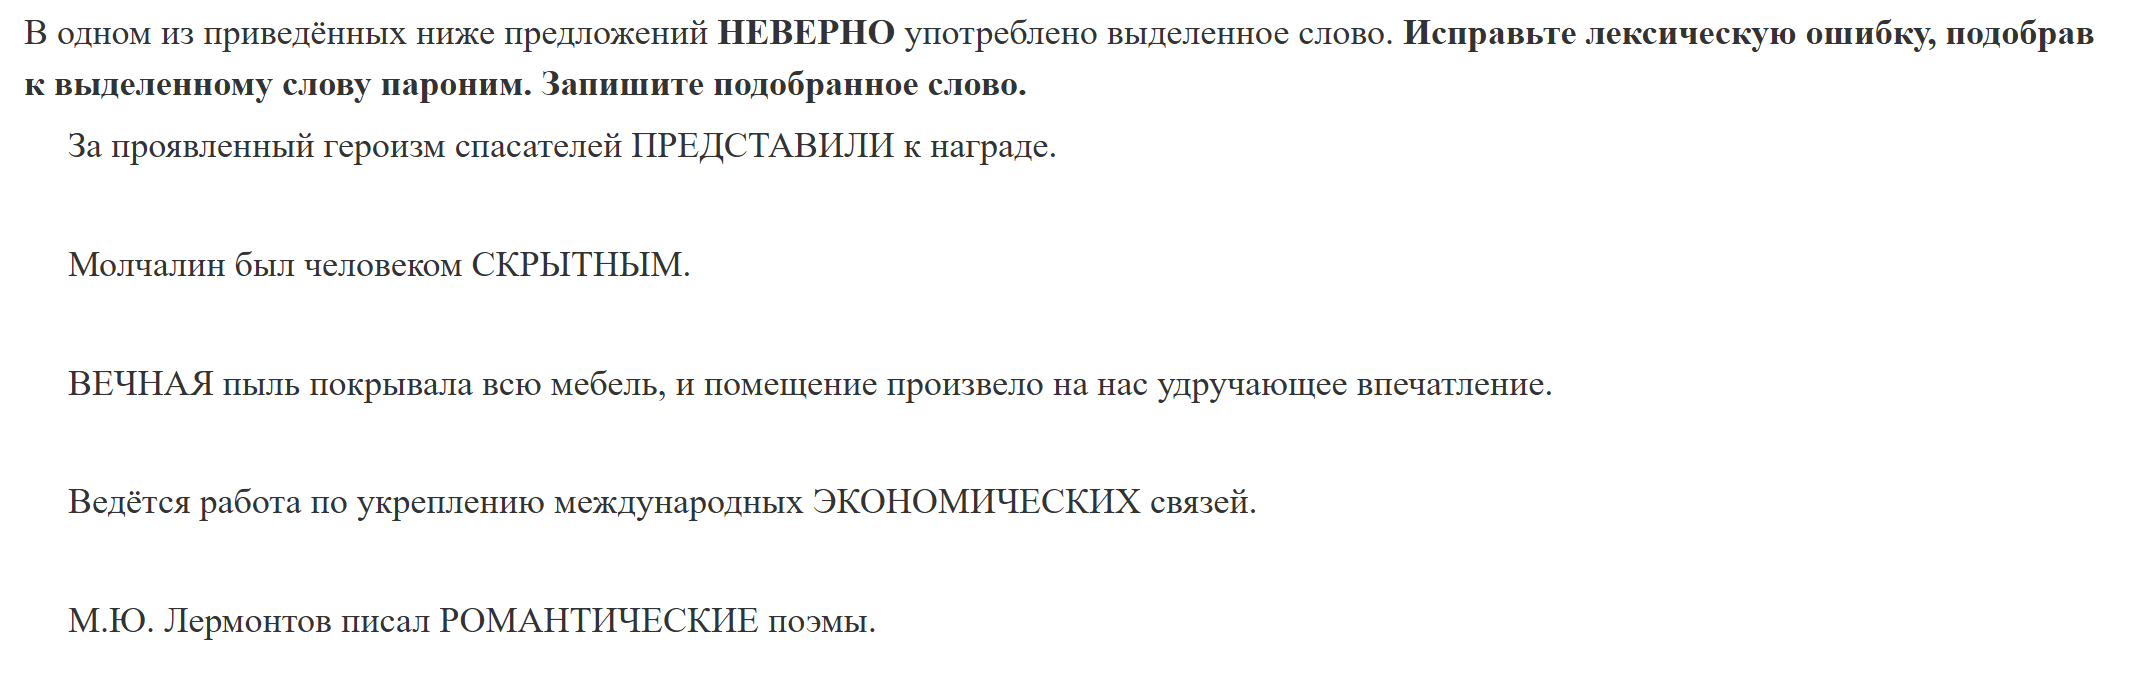 В одном из приведённых ниже предложений НЕВЕРНО употреблено выделенное слово. Исправьте лексическую ошибку, подобрав
к выделенному слову пароним. Запишите подобранное слово.
За проявленный героизм спасателей ПРЕДСТАВИЛИ к награде.
Молчалин был человеком СКРЫТНЫМ.
ВЕЧНАЯ пыль покрывала всю мебель, и помещение произвело на нас удручающее впечатление.
Ведётся работа по укреплению международных ЭКОНОМИЧЕСКИХ связей.
М.Ю. Лермонтов писал РОМАНТИЧЕСКИЕ поэмы.